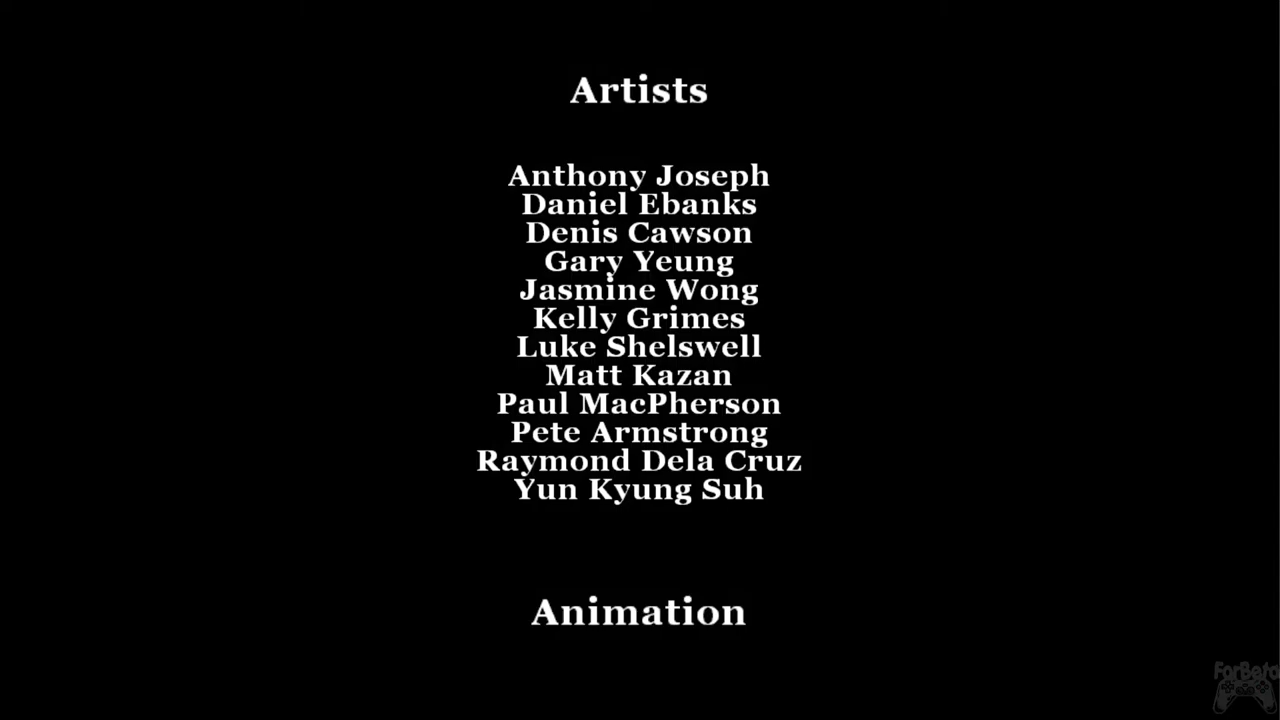 Artists
Anthony Joseph
Daniel Ebanks
Denis Cawson
Gary Yeung
Jasmine Wong
Kelly Grimes
Luke Shelswell
Matt Kazan
Paul MacPherson
Pete Armstrong
Raymond Dela Cruz
Yun Kyung Suh
Animation
ForBeto